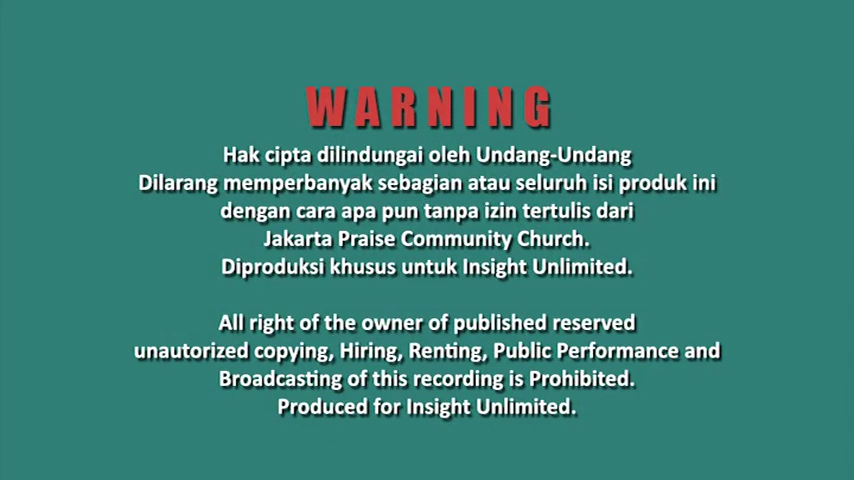 WARNING
Hak cipta dilindungai oleh Undang-Undang
Dilarang memperbanyak sebagian atau seluruh isi produk ini
dengan cara apa pun tanpa izin tertulis dari
Jakarta Praise Community Church.
Diproduksi khusus untuk Insight Unlimited.
All right of the owner of published reserved
unautorized copying, Hiring, Renting, Public Performance and
Broadcasting of this recording is Prohibited.
Produced for Insight Unlimited.